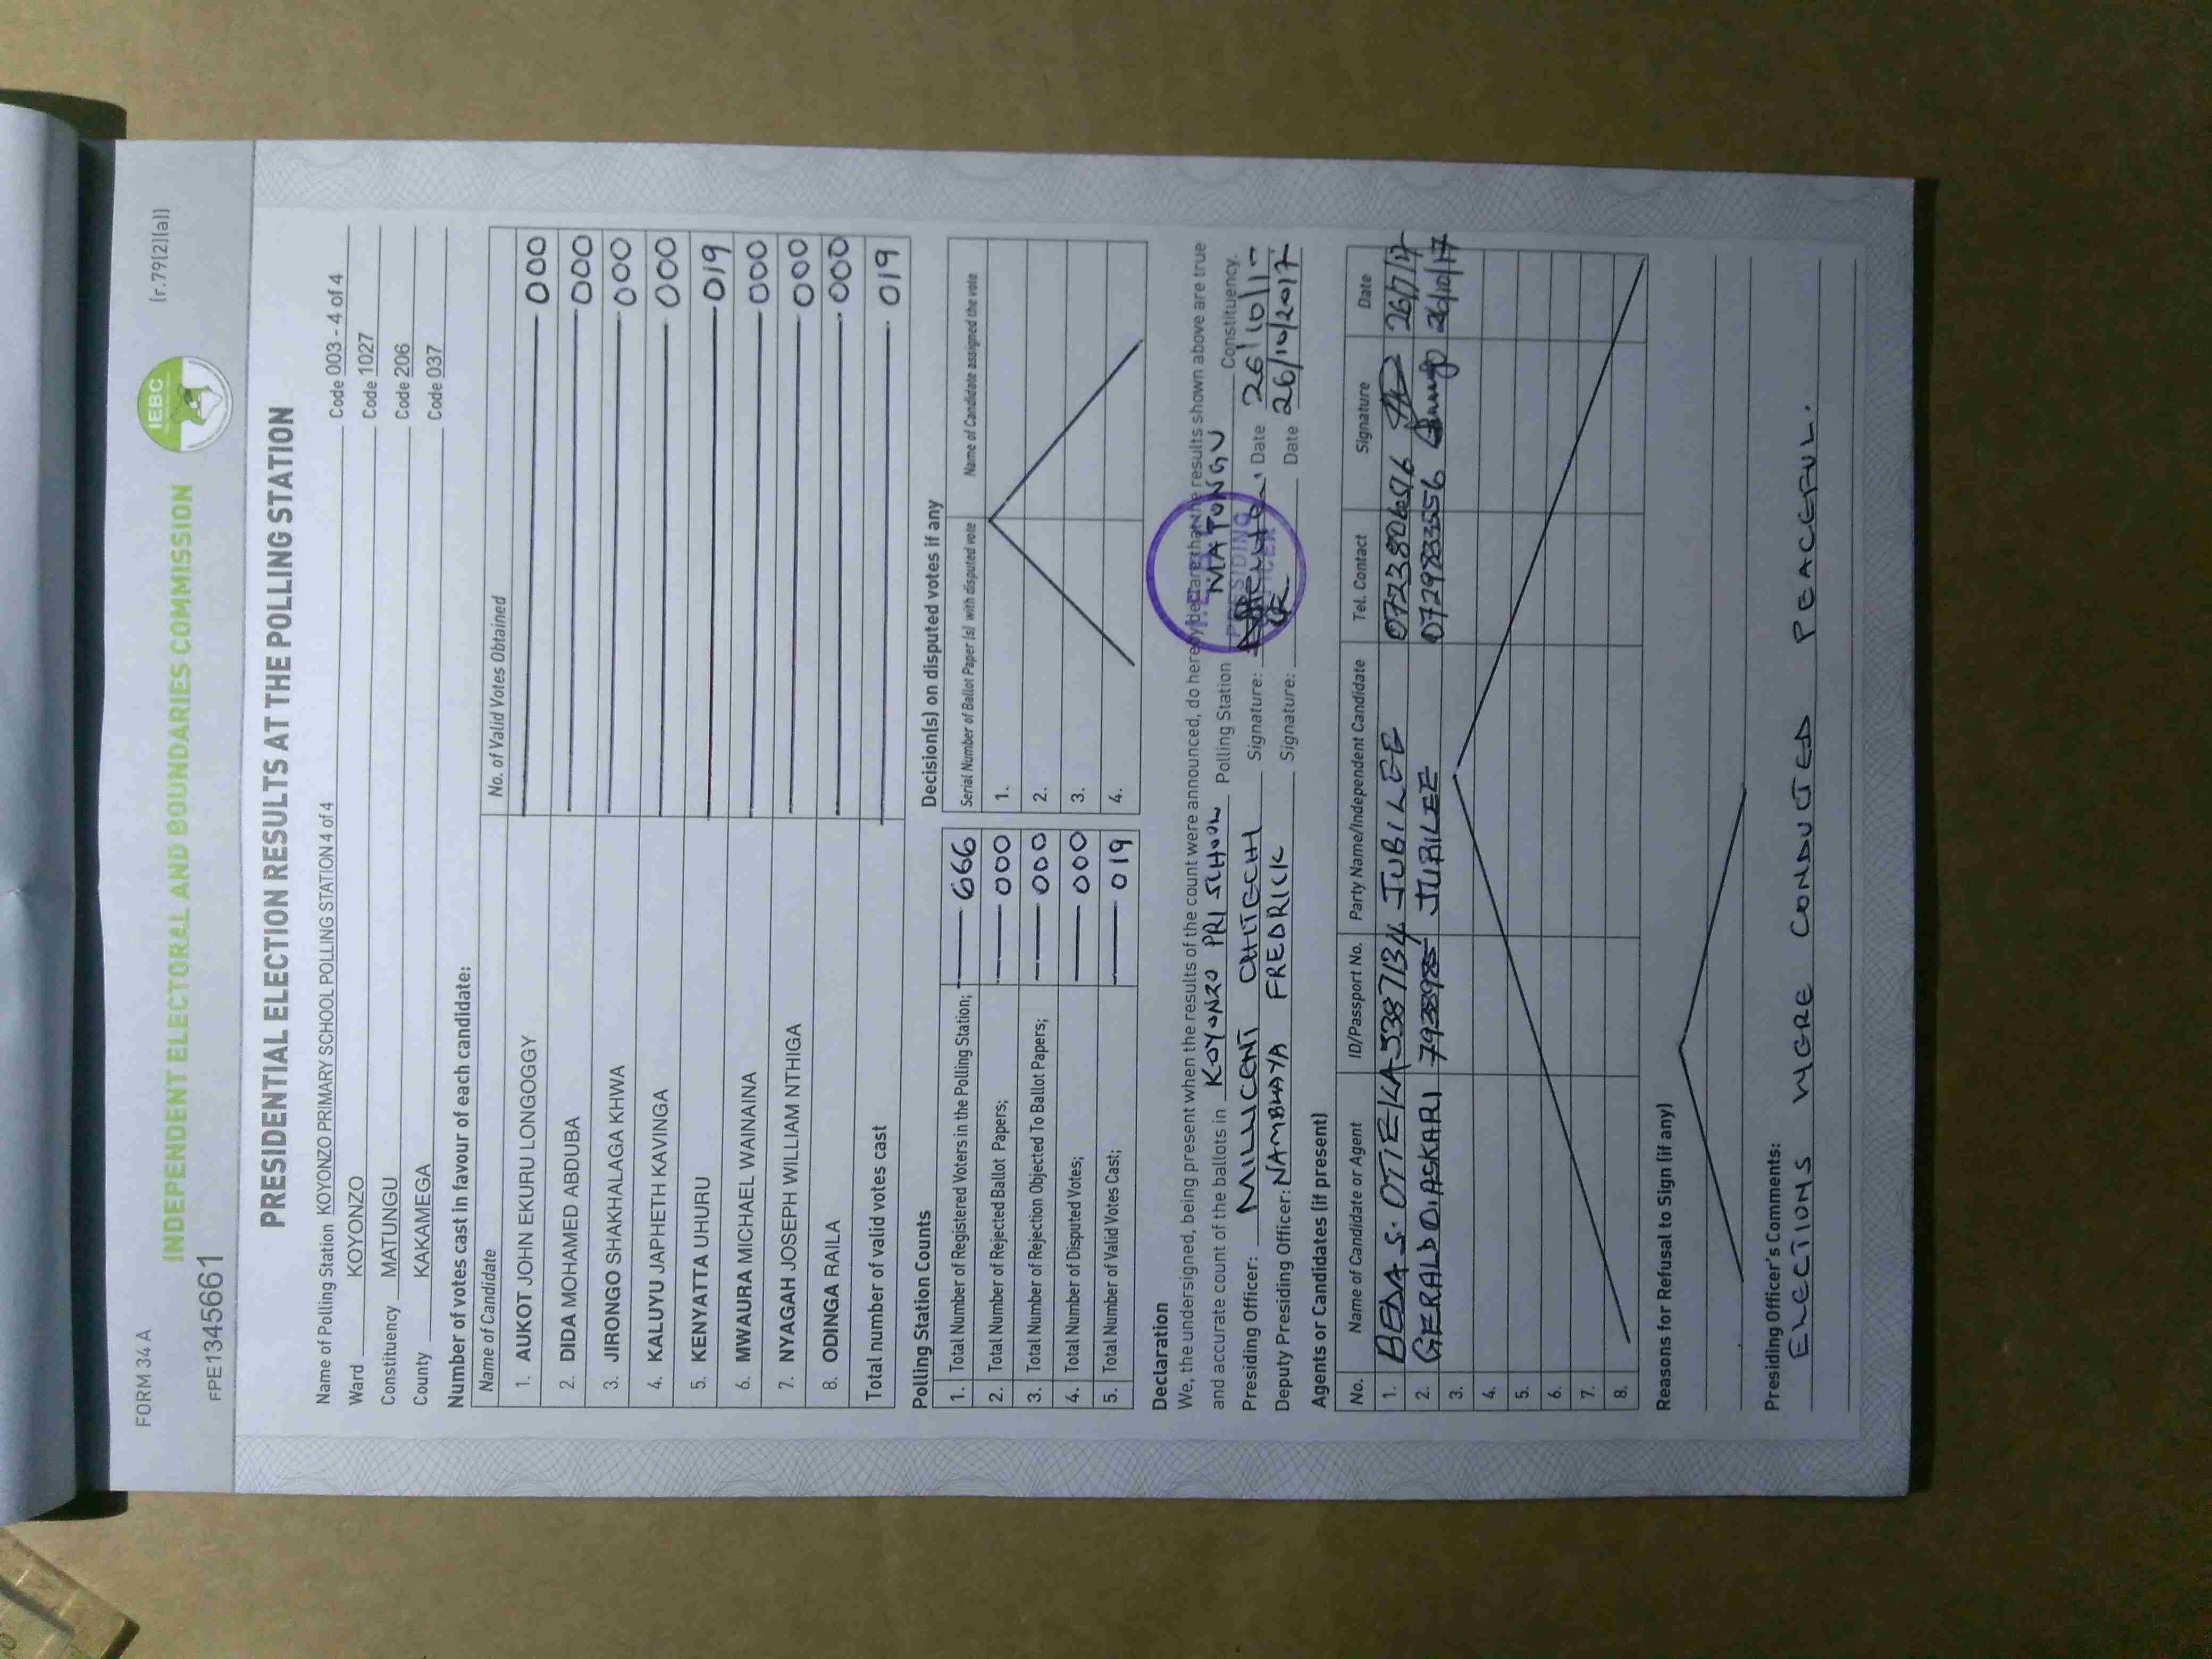 FORM 34 A
(r.79(2)(a))
IEBC
INDEPENDENT ELECTORAL AND BOUNDARIES COMMISSION
FPE1345661
PRESIDENTIAL ELECTION RESULTS AT THE POLLING STATION
Name of Polling Station KOYONZO PRIMARY SCHOOL POLLING STATION 4 of 4 Code 003 - 4 of 4
Ward KOYONZO Code 1027
Constituency MATUNGU Code 206
County KAKAMEGA Code 037
Number of votes cast in favour of each candidate:
Name of Candidate No. of Valid Votes Obtained
1. AUKOT JOHN EKURU LONGOGGY 000
2. DIDA MOHAMED ABDUBA 000
3. JIRONGO SHAKHALAGA KHWA 000
4. KALUYU JAPHETH KAVINGA 000
5. KENYATTA UHURU 019
6. MWAURA MICHAEL WAINAINA 000
7. NYAGAH JOSEPH WILLIAM NTHIGA 000
8. ODINGA RAILA 000
Total number of valid votes cast 019
Polling Station Counts
1. Total Number of Registered Voters in the Polling Station; 666
2. Total Number of Rejected Ballot Papers; 000
3. Total Number of Rejection Objected To Ballot Papers; 000
4. Total Number of Disputed Votes; 000
5. Total Number of Valid Votes Cast; 019
Decision(s) on disputed votes if any
Serial Number of Ballot Paper (s) with disputed vote Name of Candidate assigned the vote
1.
2.
3.
4.
Declaration
We, the undersigned, being present when the results of the count were announced, do hereby declare that the results shown above are true
and accurate count of the ballots in KOYONZO PRI SCHOOL Polling Station MATUNGU Constituency.
Presiding Officer: MILLICENT Signature: Date 26/10/17
Deputy Presiding Officer: NAMBWAYA FREDRICK Signature: Date 26/10/2017
PRESIDING
Agents or Candidates (if present)
No. Name of Candidate or Agent ID/Passport No. Party Name/Independent Candidate Tel. Contact Signature Date
1. BEDA S. JUBILEE 0723806696 26/7/17
2. GERALD JUBILEE 26/10/17
3.
4.
5.
6.
7.
8.
Reasons for Refusal to Sign (if any)
Presiding Officer's Comments:
ELECTIONS WERE CONDUCTED PEACEFUL.